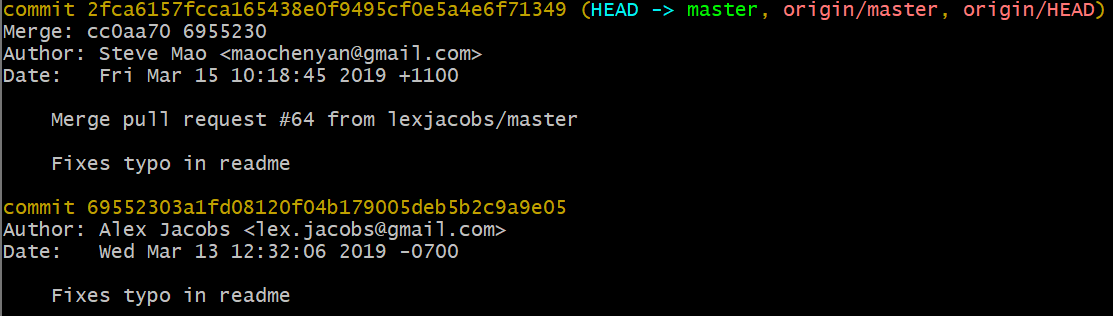 commit 2fca6157fcca165438e0f9495cf0e5a4e6f71349 (HEAD -> master, origin/master, origin/HEAD)
Merge: cc0aa70 6955230
Author: Steve Mao <maochenyan@gmail.com>
Date:   Fri Mar 15 10:18:45 2019 +1100
Merge pull request #64 from lexjacobs/master
Fixes typo in readme
commit 69552303a1fd08120f04b179005deb5b2c9a9e05
Author: Alex Jacobs <lex.jacobs@gmail.com>
Date:   Wed Mar 13 12:32:06 2019 -0700
Fixes typo in readme